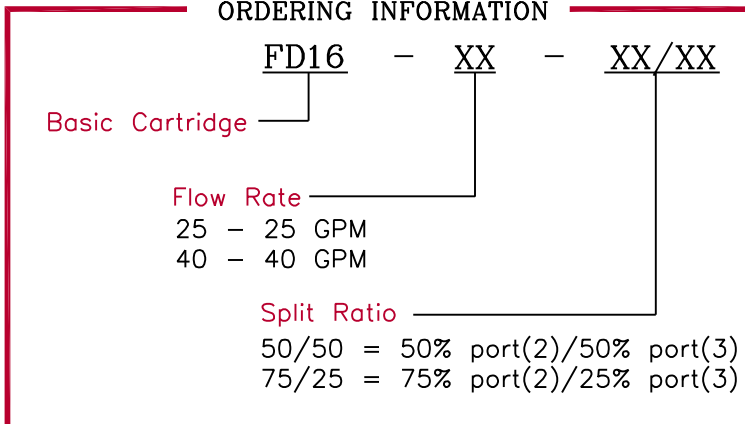 ORDERING INFORMATION
FD16 - XX - XX/XX
Basic Cartridge
Flow Rate
25 - 25 GPM
40 - 40 GPM
Split Ratio
50/50 = 50% port(2)/50% port(3)
75/25 = 75% port(2)/25% port(3)